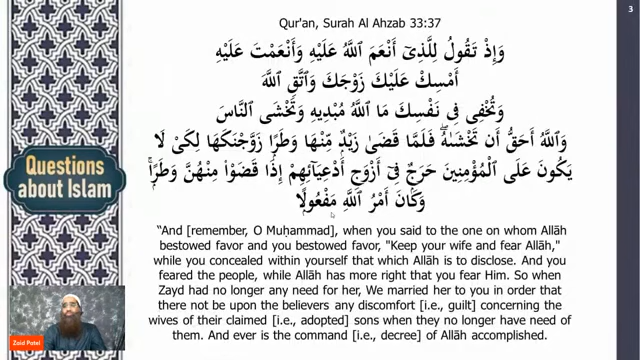 3
Qur'an, Surah Al Ahzab 33:37
وَإِذْ تَقُولُ لِلَّذِىٓ أَنْعَمَ ٱللَّهُ عَلَيْهِ وَأَنْعَمْتَ عَلَيْهِ
أَمْسِكْ عَلَيْكَ زَوْجَكَ وَٱتَّقِ ٱللَّهَ
وَتُخْفِى فِى نَفْسِكَ مَا ٱللَّهُ مُبْدِيهِ وَتَخْشَى ٱلنَّاسَ
وَٱللَّهُ أَحَقُّ أَن تَخْشَىٰهُ ۖ فَلَمَّا قَضَىٰ زَيْدٌ مِّنْهَا وَطَرًا زَوَّجْنَـٰكَهَا لِكَىْ لَا
يَكُونَ عَلَى ٱلْمُؤْمِنِينَ حَرَجٌ فِىٓ أَزْوَٰجِ أَدْعِيَآئِهِمْ إِذَا قَضَوْا۟ مِنْهُنَّ وَطَرًا ۚ
وَكَانَ أَمْرُ ٱللَّهِ مَفْعُولًا
Questions
about Islam
"And [remember, O Muḥammad], when you said to the one on whom Allāh
bestowed favor and you bestowed favor, "Keep your wife and fear Allāh,"
while you concealed within yourself that which Allāh is to disclose. And you
feared the people, while Allāh has more right that you fear Him. So when
Zayd had no longer any need for her, We married her to you in order that
there not be upon the believers any discomfort [i.e., guilt] concerning the
wives of their claimed [i.e., adopted] sons when they no longer have need of
them. And ever is the command [i.e., decree] of Allāh accomplished.
Zaid Patel